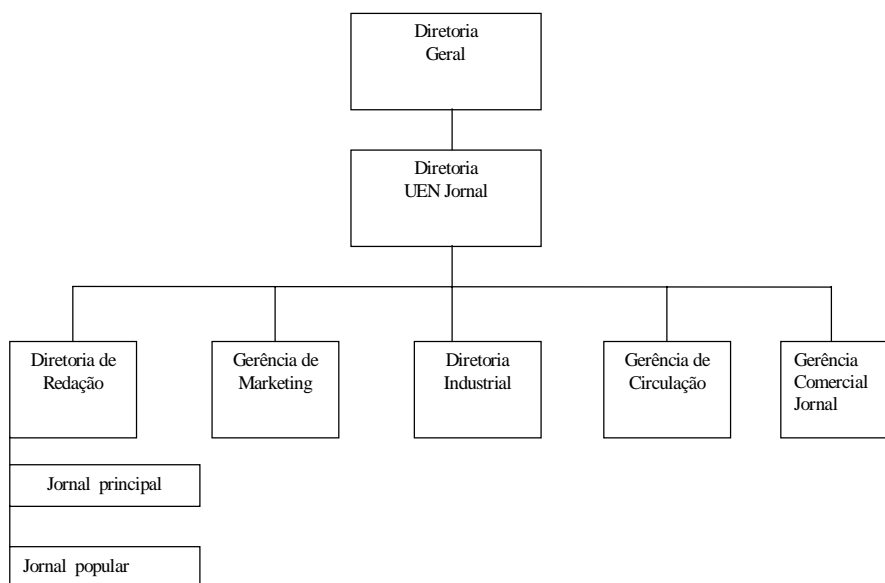 Diretoria
Geral
Diretoria
UEN Jornal
Diretoria de
Redação
Gerência de
Marketing
Diretoria
Industrial
Gerência de
Circulação
Gerência
Comercial
Jornal
Jornal principal
Jornal popular